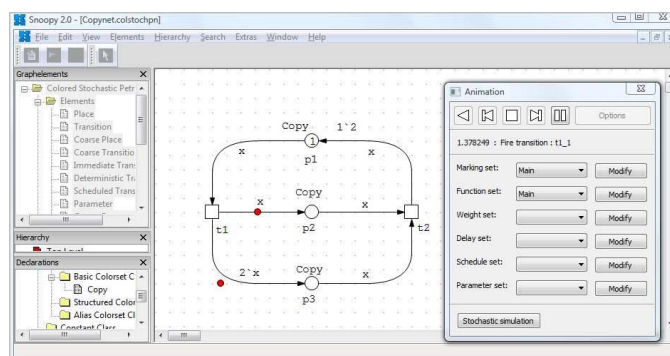 Snoopy 2.0 - [Copynet.colstochpn]
File Edit View Elements Hierarchy Search Extras Window Help
Graphelements
Colored Stochastic Petr
Elements
Place
Transition
Coarse Place
Coarse Transitio
Immediate Trans
Deterministic Tr
Scheduled Trans
Parameter
Hierarchy
Declarations
Basic Colorset C
Copy
Structured Color
Alias Colorset Cl
Constant Class
Copy 1`2
x 1 x
p1
x Copy x
t1 p2 t2
2`x Copy x
p3
Animation
Options
1.378249 : Fire transition : t1_1
Marking set: Main Modify
Function set: Main Modify
Weight set: Modify
Delay set: Modify
Schedule set: Modify
Parameter set: Modify
Stochastic simulation